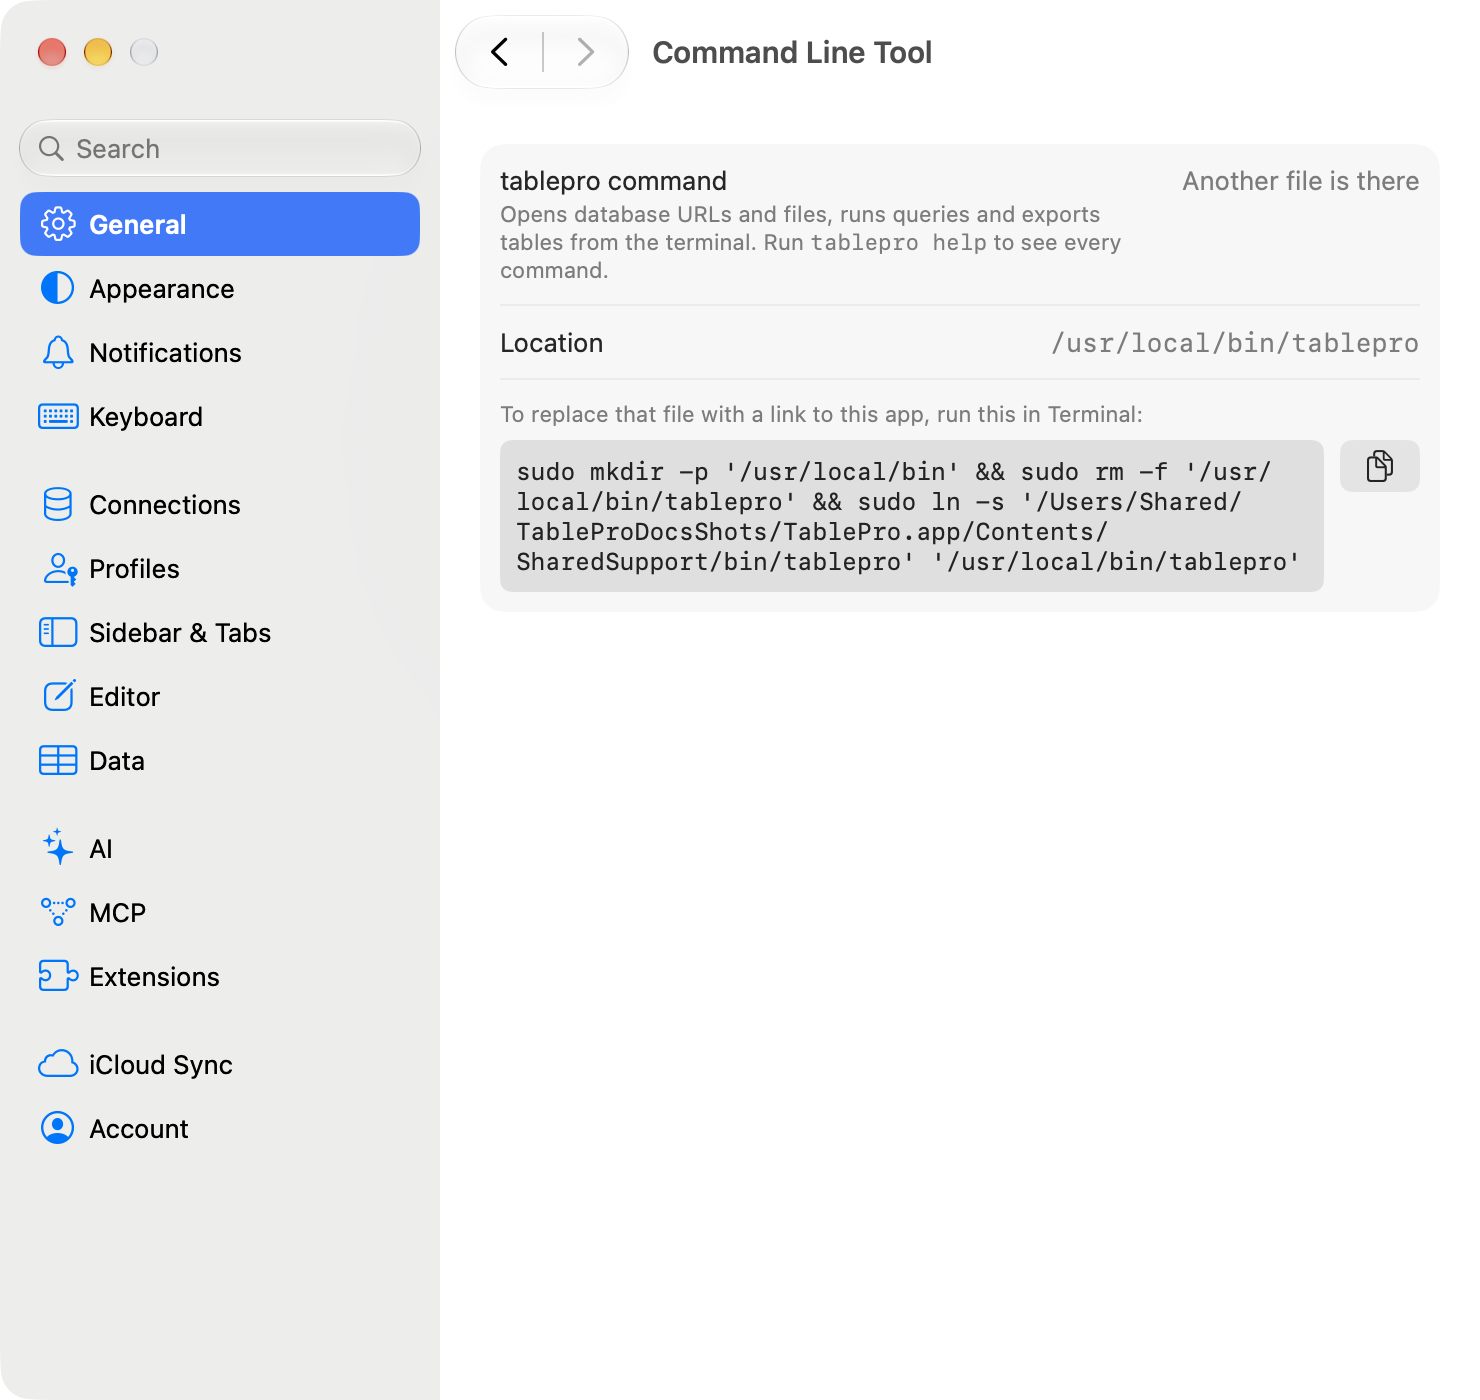 Command Line Tool
Search
General
Appearance
Notifications
Keyboard
Connections
Profiles
Sidebar & Tabs
Editor
Data
AI
MCP
Extensions
iCloud Sync
Account
tablepro command
Another file is there
Opens database URLs and files, runs queries and exports
tables from the terminal. Run tablepro help to see every
command.
Location
/usr/local/bin/tablepro
To replace that file with a link to this app, run this in Terminal:
sudo mkdir -p '/usr/local/bin' && sudo rm -f '/usr/
local/bin/tablepro' && sudo ln -s '/Users/Shared/
TableProDocsShots/TablePro.app/Contents/
SharedSupport/bin/tablepro' '/usr/local/bin/tablepro'